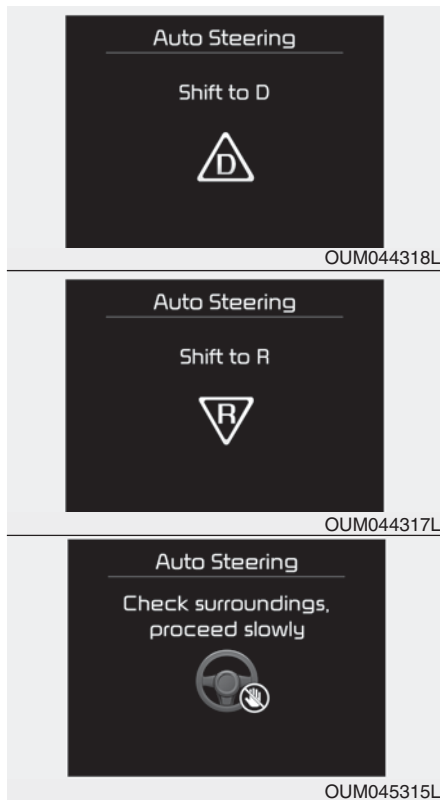 Auto Steering
Shift to D
D
OUM044318L
Auto Steering
Shift to R
R
OUM044317L
Auto Steering
Check surroundings,
proceed slowly
OUM045315L